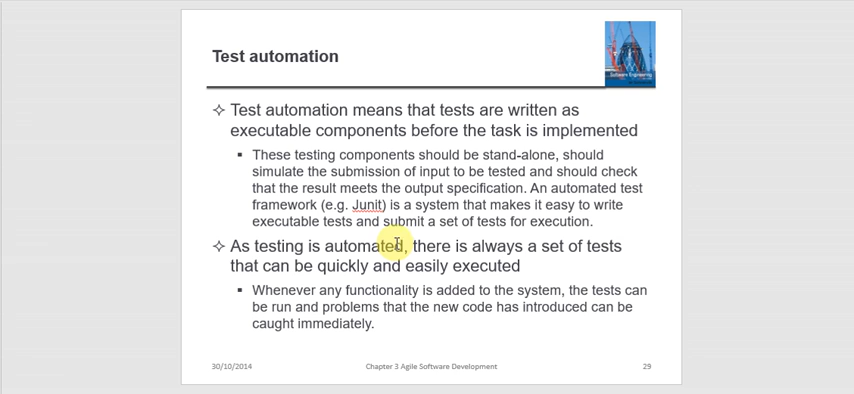 Test automation
Software Engineering
✧ Test automation means that tests are written as
executable components before the task is implemented
▪ These testing components should be stand-alone, should
simulate the submission of input to be tested and should check
that the result meets the output specification. An automated test
framework (e.g. Junit) is a system that makes it easy to write
executable tests and submit a set of tests for execution.
✧ As testing is automated, there is always a set of tests
that can be quickly and easily executed
▪ Whenever any functionality is added to the system, the tests can
be run and problems that the new code has introduced can be
caught immediately.
30/10/2014 Chapter 3 Agile Software Development 29